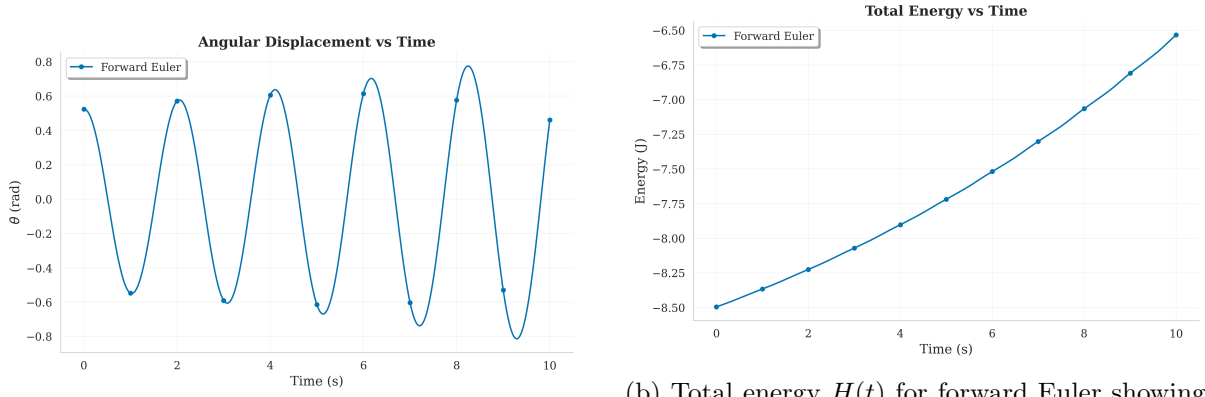 Angular Displacement vs Time
Forward Euler
0.8
0.6
0.4
0.2
0.0
−0.2
−0.4
−0.6
−0.8
θ (rad)
0 2 4 6 8 10
Time (s)
Total Energy vs Time
Forward Euler
−6.50
−6.75
−7.00
−7.25
−7.50
−7.75
−8.00
−8.25
−8.50
Energy (J)
0 2 4 6 8 10
Time (s)
(b) Total energy H(t) for forward Euler showing